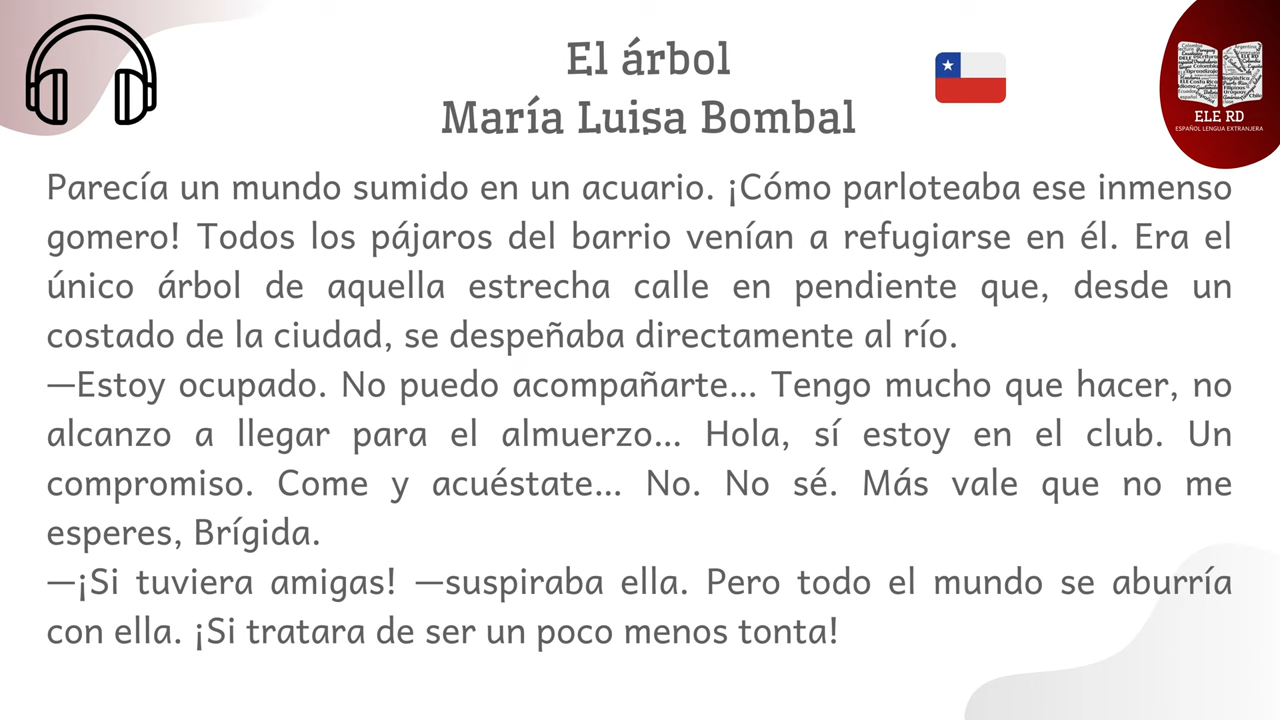 El árbol
María Luisa Bombal
ELE RD
ESPAÑOL LENGUA EXTRANJERA
Parecía un mundo sumido en un acuario. ¡Cómo parloteaba ese inmenso
gomero! Todos los pájaros del barrio venían a refugiarse en él. Era el
único árbol de aquella estrecha calle en pendiente que, desde un
costado de la ciudad, se despeñaba directamente al río.
—Estoy ocupado. No puedo acompañarte... Tengo mucho que hacer, no
alcanzo a llegar para el almuerzo... Hola, sí estoy en el club. Un
compromiso. Come y acuéstate... No. No sé. Más vale que no me
esperes, Brígida.
—¡Si tuviera amigas! —suspiraba ella. Pero todo el mundo se aburría
con ella. ¡Si tratara de ser un poco menos tonta!